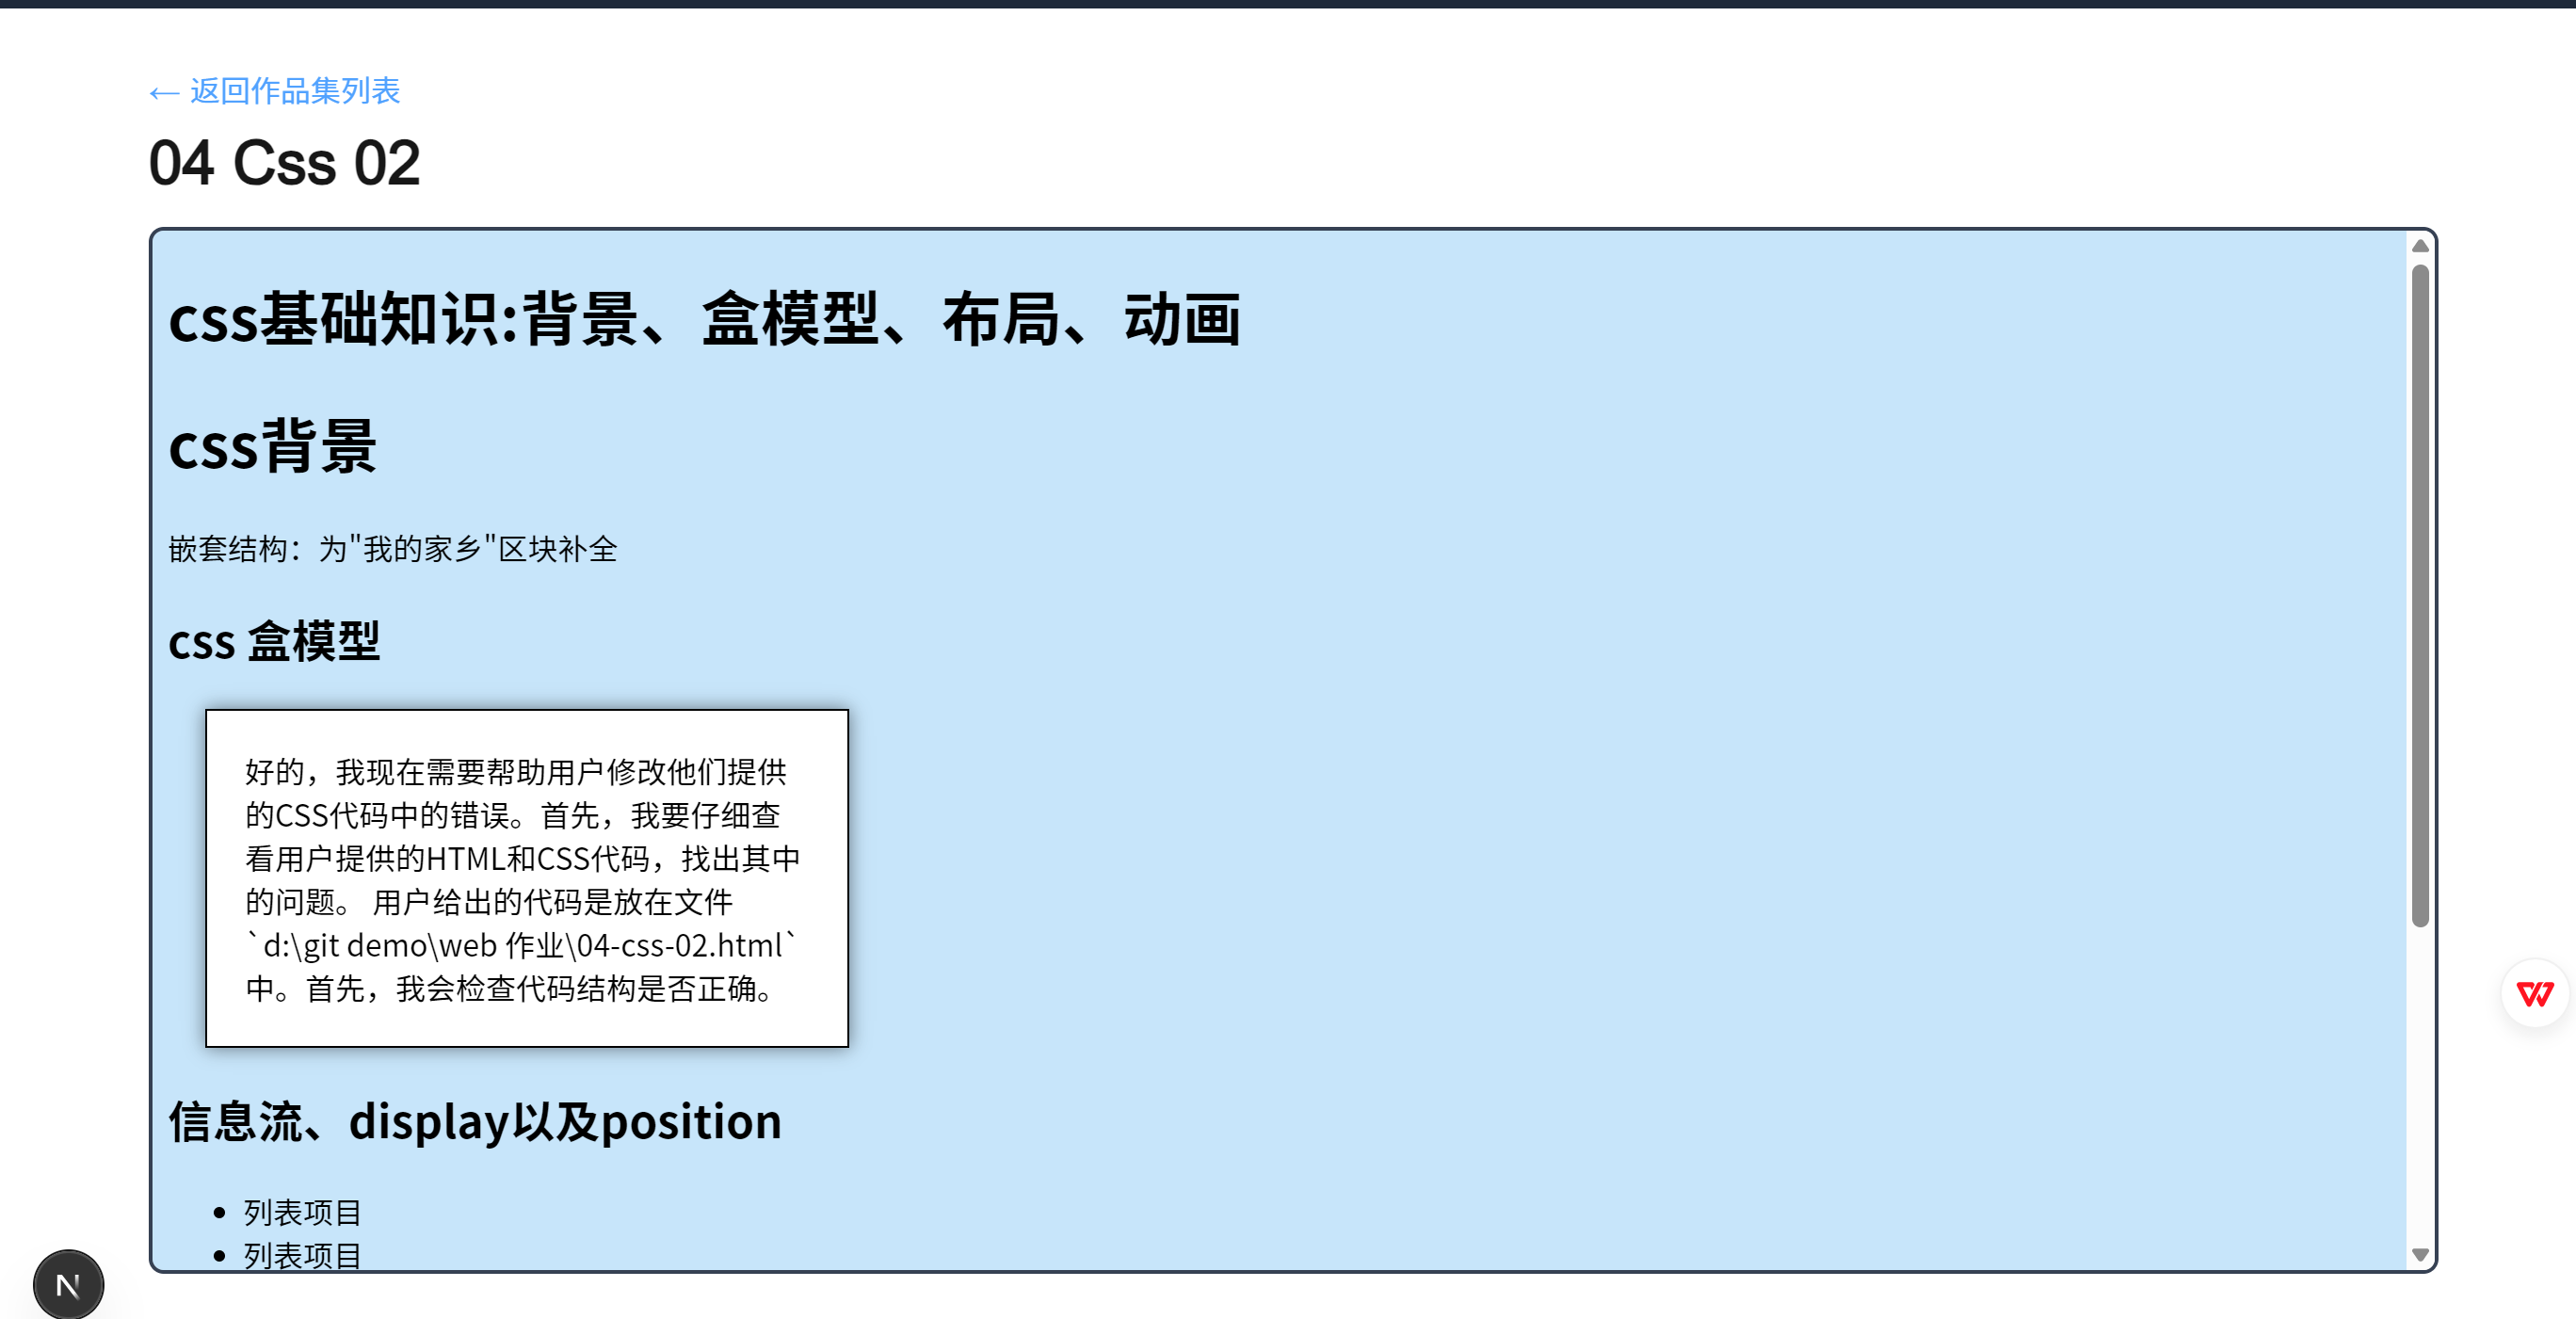 ← 返回作品集列表
04 Css 02
css基础知识:背景、盒模型、布局、动画
css背景
嵌套结构：为"我的家乡"区块补全
css 盒模型
好的，我现在需要帮助用户修改他们提供
的CSS代码中的错误。首先，我要仔细查
看用户提供的HTML和CSS代码，找出其中
的问题。 用户给出的代码是放在文件
`d:\git demo\web 作业\04-css-02.html`
中。首先，我会检查代码结构是否正确。
信息流、display以及position
• 列表项目
• 列表项目
N
W